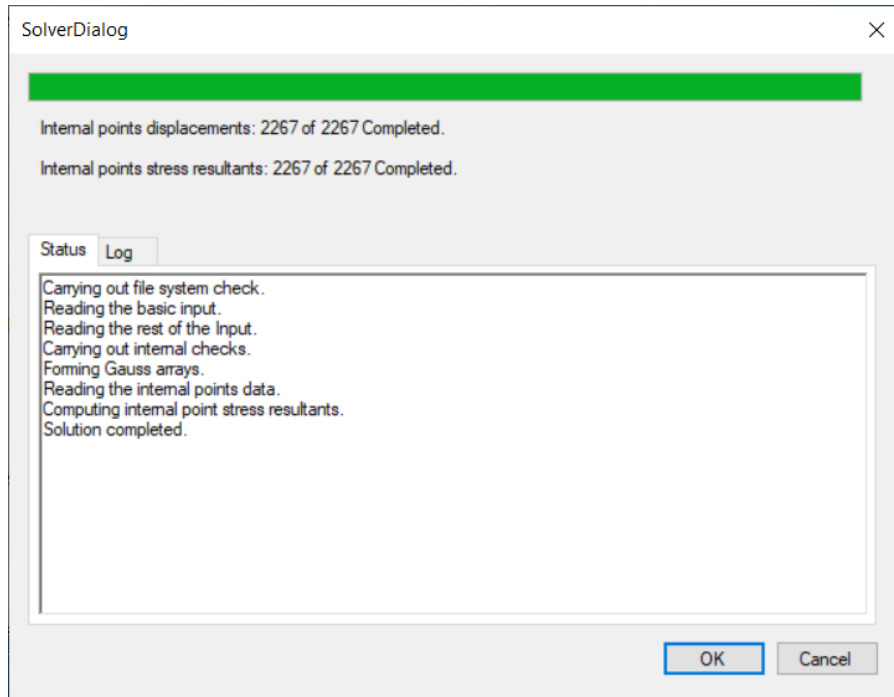 SolverDialog
Internal points displacements: 2267 of 2267 Completed.
Internal points stress resultants: 2267 of 2267 Completed.
Status Log
Carrying out file system check.
Reading the basic input.
Reading the rest of the Input.
Carrying out internal checks.
Forming Gauss arrays.
Reading the internal points data.
Computing internal point stress resultants.
Solution completed.
OK Cancel